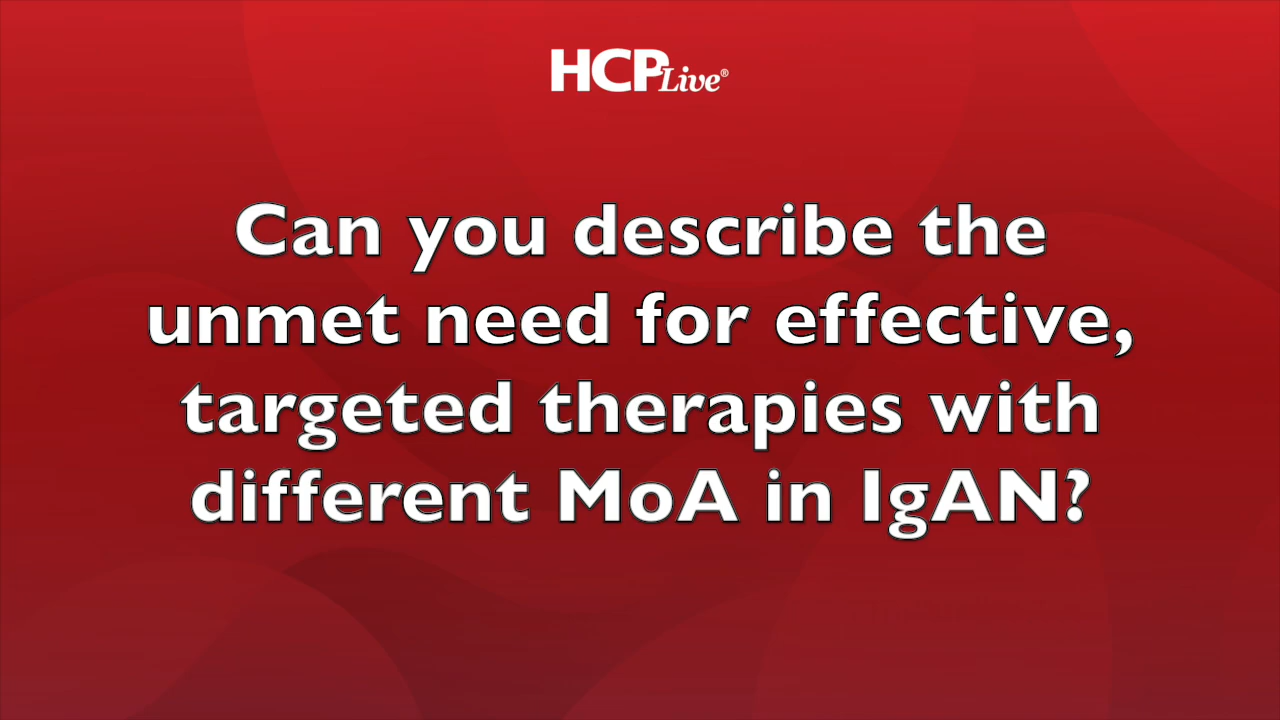 HCPLive®
Can you describe the
unmet need for effective,
targeted therapies with
different MoA in IgAN?